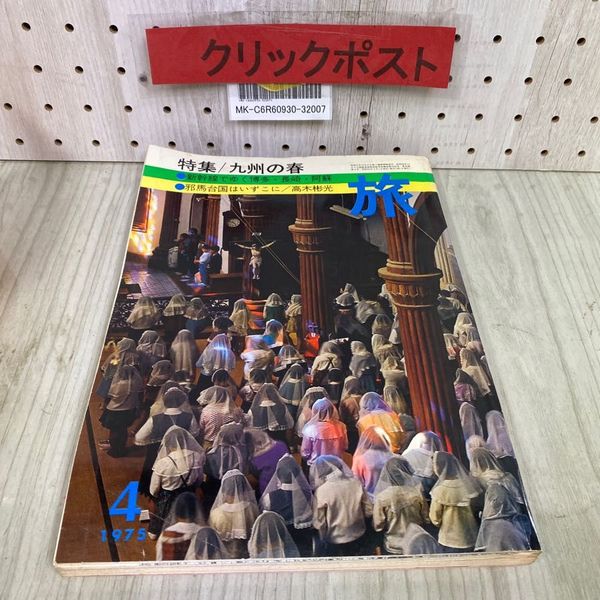 クリックポスト
MK-C6R60930-32007
特集/九州の春
●新幹線でゆく博多・長崎・阿蘇
●邪馬台国はいずこに/高木彬光
旅
4
1975